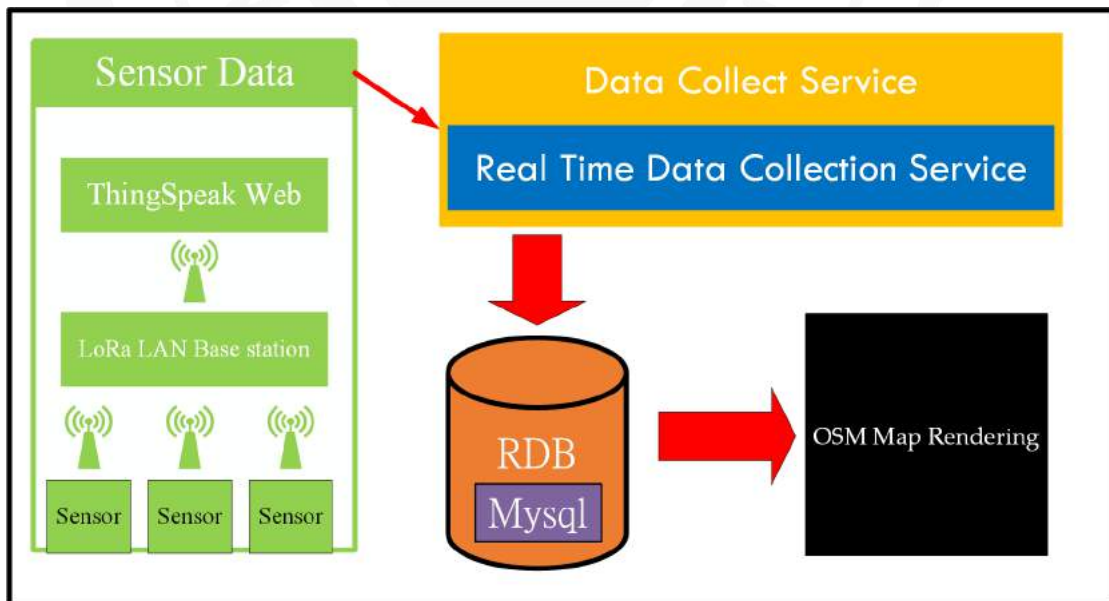 Sensor Data
ThingSpeak Web
LoRa LAN Base station
Sensor
Sensor
Sensor
Data Collect Service
Real Time Data Collection Service
RDB
Mysql
OSM Map Rendering